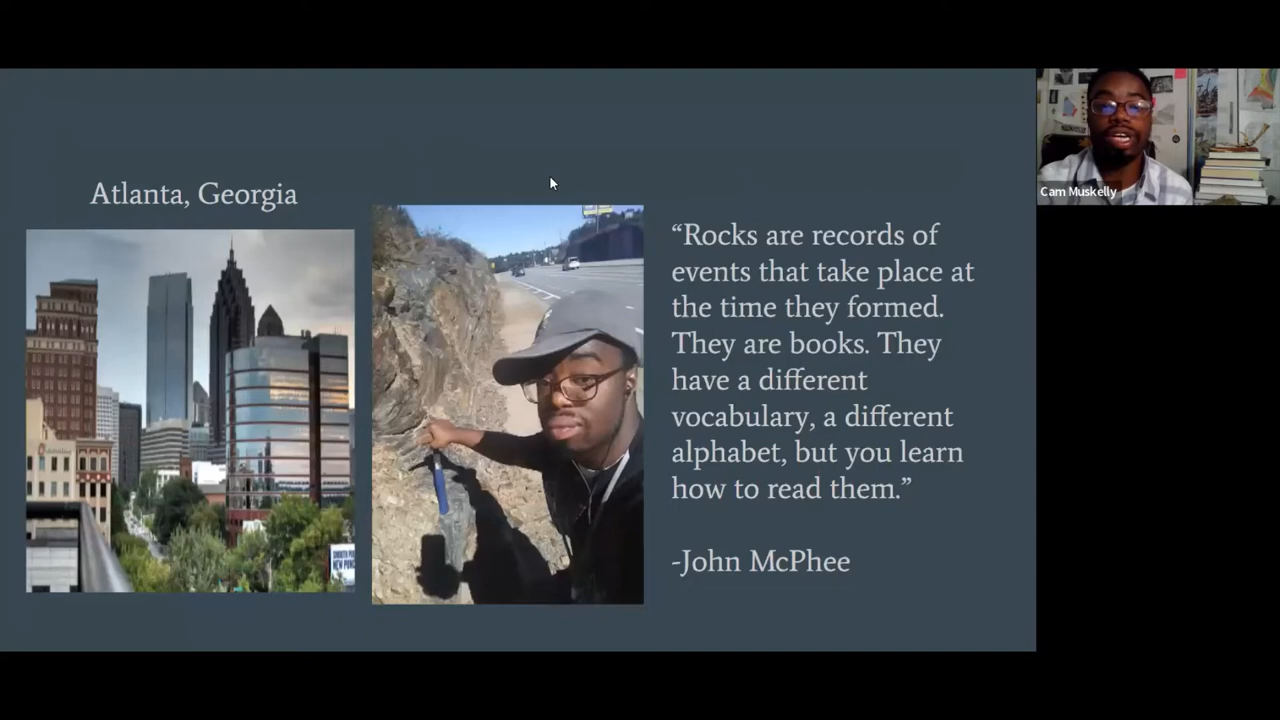 Atlanta, Georgia
“Rocks are records of
events that take place at
the time they formed.
They are books. They
have a different
vocabulary, a different
alphabet, but you learn
how to read them.”
-John McPhee
Cam Muskelly